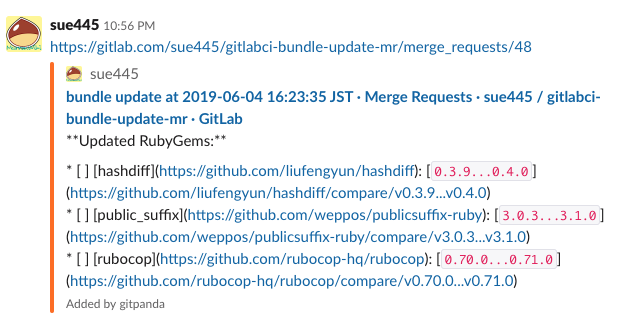 sue445 10:56 PM
https://gitlab.com/sue445/gitlabci-bundle-update-mr/merge_requests/48
sue445
bundle update at 2019-06-04 16:23:35 JST · Merge Requests · sue445 / gitlabci-
bundle-update-mr · GitLab
**Updated RubyGems:**
* [ ] [hashdiff](https://github.com/liufengyun/hashdiff): [0.3.9...0.4.0]
(https://github.com/liufengyun/hashdiff/compare/v0.3.9...v0.4.0)
* [ ] [public_suffix](https://github.com/weppos/publicsuffix-ruby): [3.0.3...3.1.0]
(https://github.com/weppos/publicsuffix-ruby/compare/v3.0.3...v3.1.0)
* [ ] [rubocop](https://github.com/rubocop-hq/rubocop): [0.70.0...0.71.0]
(https://github.com/rubocop-hq/rubocop/compare/v0.70.0...v0.71.0)
Added by gitpanda